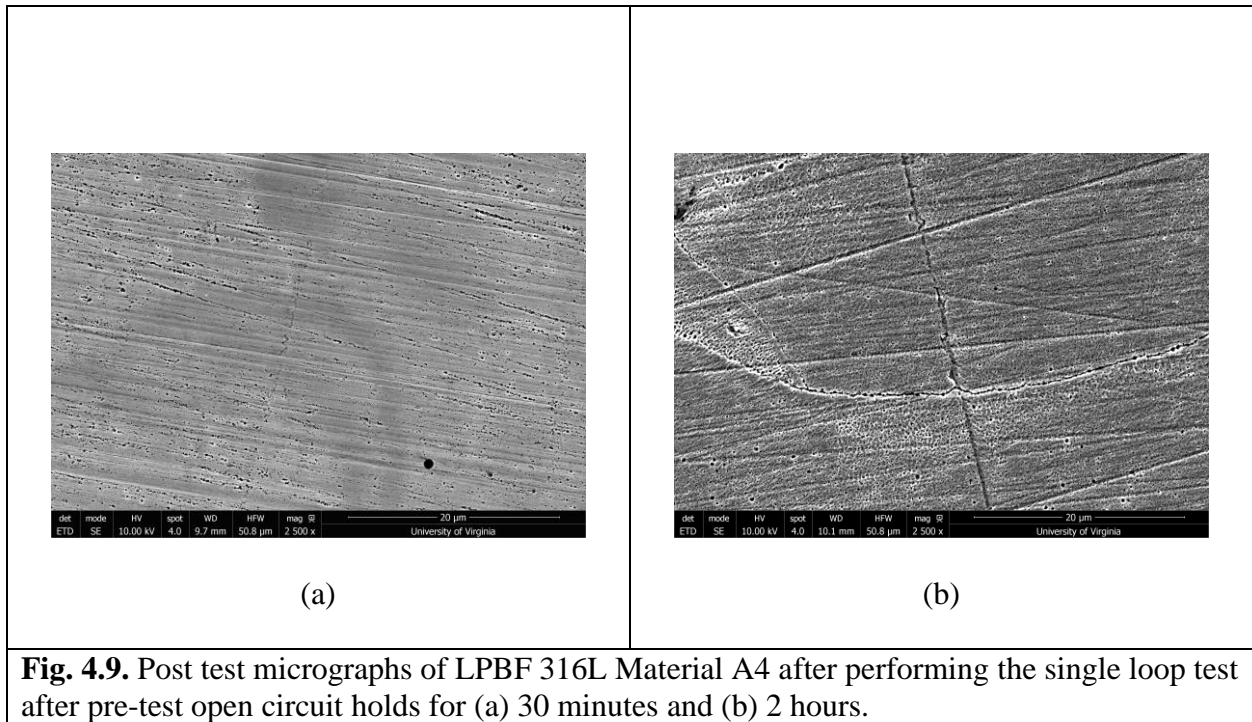 det mode HV spot WD HFW mag 20 µm
ETD SE 10.00 kV 4.0 9.7 mm 50.8 µm 2 500 x University of Virginia
(a)
det mode HV spot WD HFW mag 20 µm
ETD SE 10.00 kV 4.0 10.1 mm 50.8 µm 2 500 x University of Virginia
(b)
Fig. 4.9. Post test micrographs of LPBF 316L Material A4 after performing the single loop test
after pre-test open circuit holds for (a) 30 minutes and (b) 2 hours.